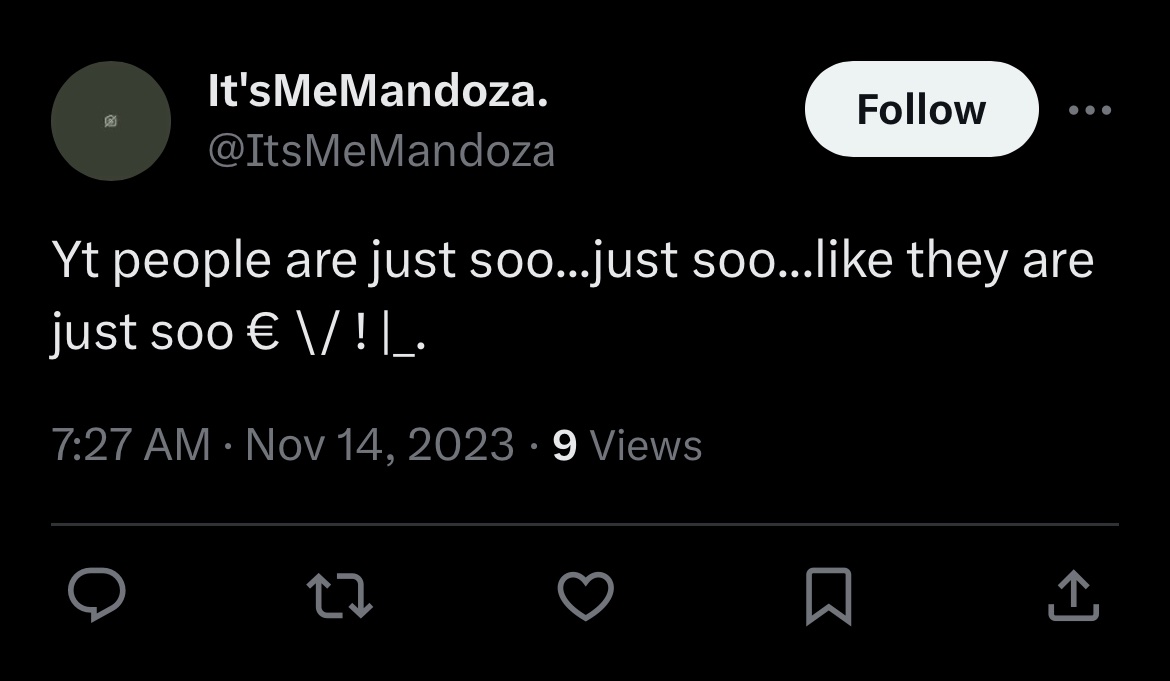 It'sMeMandoza.
@ItsMeMandoza
Follow
Yt people are just soo...just soo...like they are
just soo € \/ ! |_.
7:27 AM · Nov 14, 2023 · 9 Views